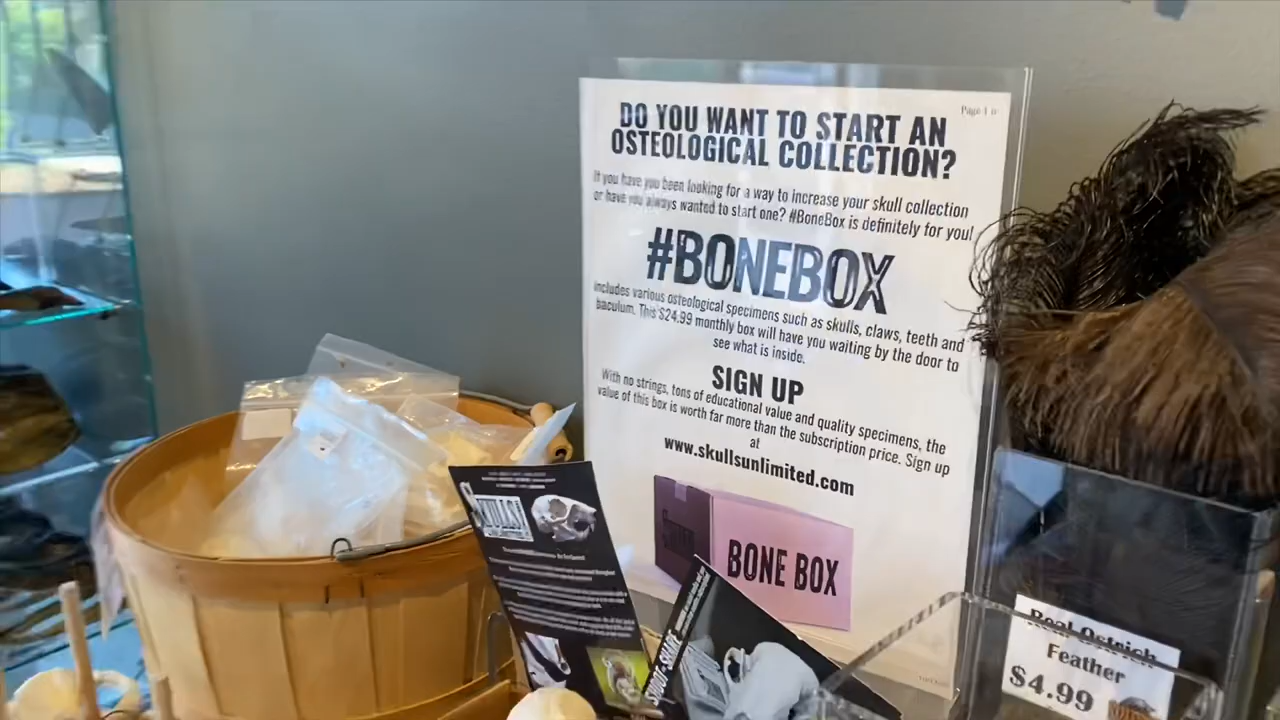 Page 1
DO YOU WANT TO START AN
OSTEOLOGICAL COLLECTION?
If you have you been looking for a way to increase your skull collection
or have you always wanted to start one? #BoneBox is definitely for you!
#BONEBOX
includes various osteological specimens such as skulls, claws, teeth and
baculum. This $24.99 monthly box will have you waiting by the door to
see what is inside.
SIGN UP
With no strings, tons of educational value and quality specimens, the
value of this box is worth far more than the subscription price. Sign up
at
www.skullsunlimited.com
BONE BOX
SKULLS
UNLIMITED
Real Ostrich
Feather
$4.99